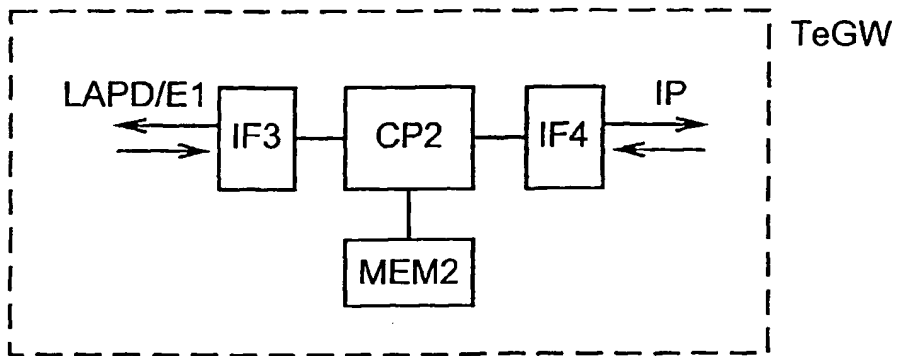 TeGW
LAPD/E1
IP
IF3
CP2
IF4
MEM2